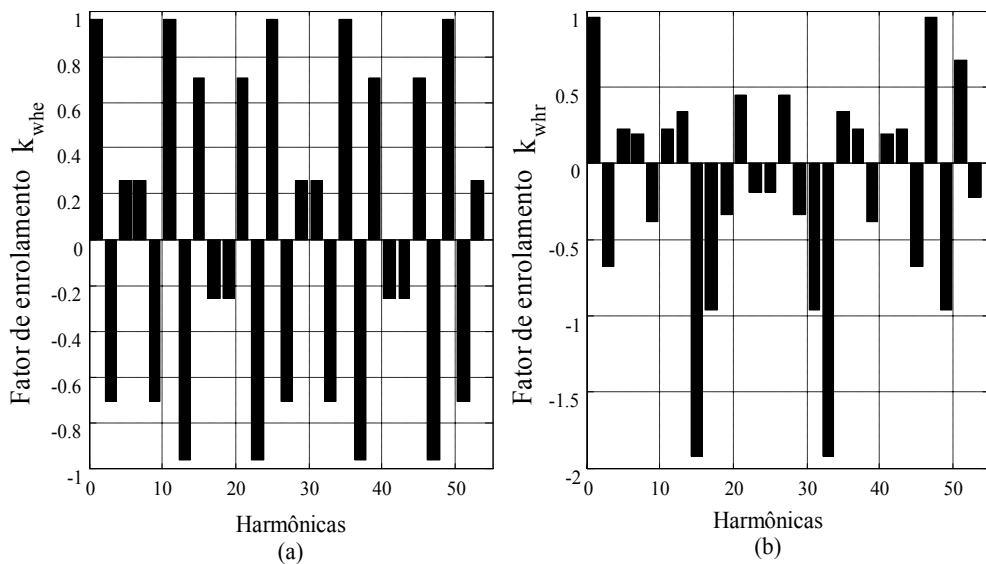 1
0.8
0.6
0.4
0.2
0
-0.2
-0.4
-0.6
-0.8
-1
Fator de enrolamento k_whe
0 10 20 30 40 50
Harmônicas
(a)
1
0.5
0
-0.5
-1
-1.5
-2
Fator de enrolamento k_whr
0 10 20 30 40 50
Harmônicas
(b)